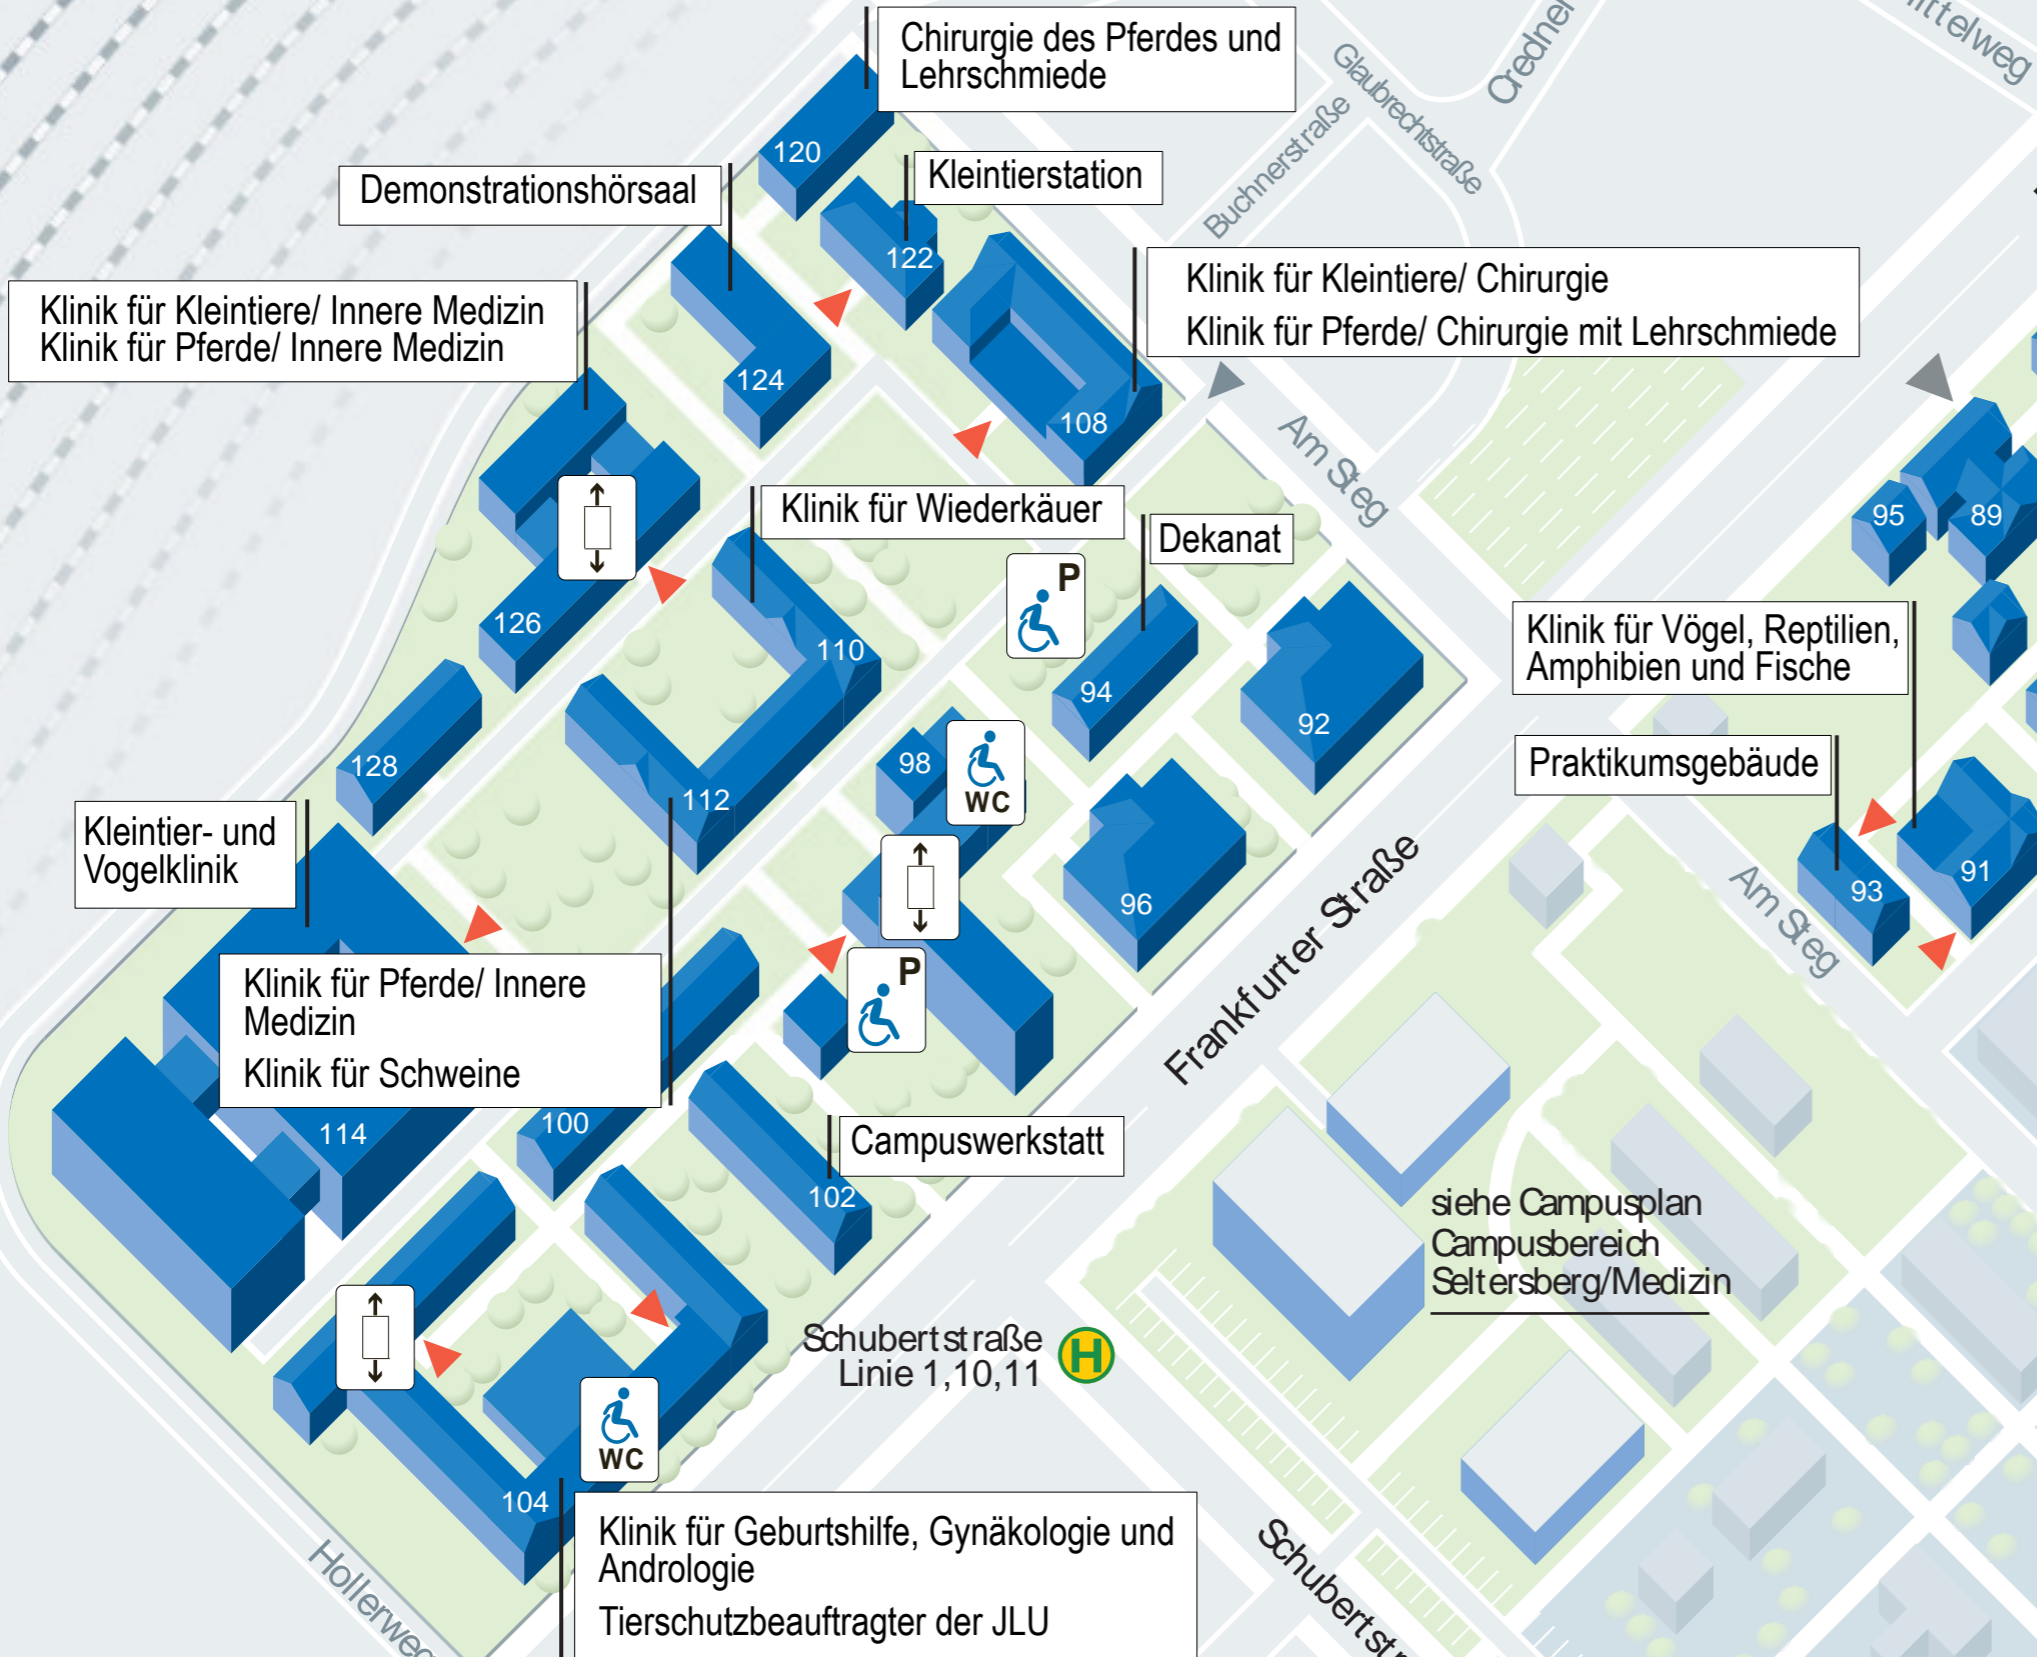 Chirurgie des Pferdes und
Lehrschmiede
120
Demonstrationshörsaal
Kleintierstation
122
Glaubrechtstraße
Buchnerstraße
Klinik für Kleintiere/ Innere Medizin
Klinik für Pferde/ Innere Medizin
Klinik für Kleintiere/ Chirurgie
Klinik für Pferde/ Chirurgie mit Lehrschmiede
124
108
Am Steg
Klinik für Wiederkäuer
Dekanat
95
89
P
126
110
94
92
Klinik für Vögel, Reptilien,
Amphibien und Fische
Praktikumsgebäude
128
98
WC
112
Kleintier- und
Vogelklinik
96
Frankfurter Straße
93
91
Am Steg
P
Klinik für Pferde/ Innere
Medizin
Klinik für Schweine
114
100
Campuswerkstatt
102
siehe Campusplan
Campusbereich
Seltersberg/Medizin
Schubertstraße
Linie 1,10,11
H
WC
104
Klinik für Geburtshilfe, Gynäkologie und
Andrologie
Tierschutzbeauftragter der JLU